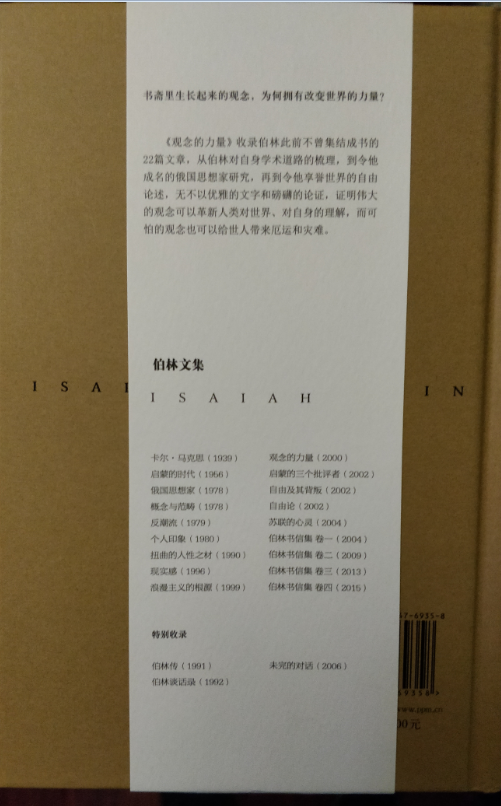 书斋里生长起来的观念，为何拥有改变世界的力量？
《观念的力量》收录伯林此前不曾集结成书的
22篇文章，从伯林对自身学术道路的梳理，到令他
成名的俄国思想家研究，再到令他享誉世界的自由
论述，无不以优雅的文字和磅礴的论证，证明伟大
的观念可以革新人类对世界、对自身的理解，而可
怕的观念也可以给世人带来厄运和灾难。
伯林文集
ISAI
ISAIAH
IN
卡尔·马克思（1939）
观念的力量（2000）
启蒙的时代（1956）
启蒙的三个批评者（2002）
俄国思想家（1978）
自由及其背叛（2002）
概念与范畴（1978）
自由论（2002）
反潮流（1979）
苏联的心灵（2004）
个人印象（1980）
伯林书信集 卷一（2004）
扭曲的人性之材（1990）
伯林书信集 卷二（2009）
现实感（1996）
伯林书信集 卷三（2013）
浪漫主义的根源（1999）
伯林书信集 卷四（2015）
特别收录
伯林传（1991）
未完的对话（2006）
伯林谈话录（1992）
47-6935-8
69358>
00元